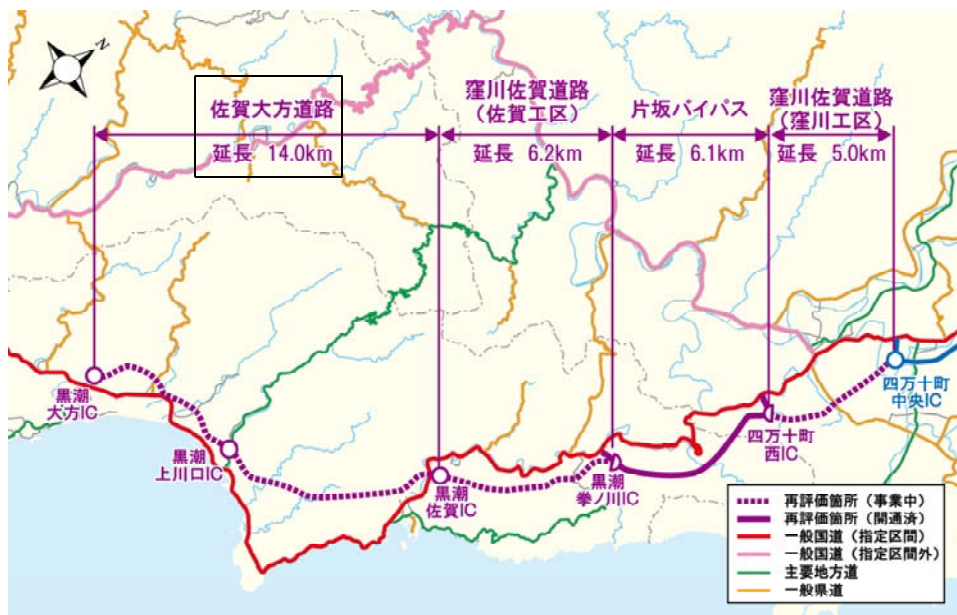 N
佐賀大方道路
延長 14.0km
窪川佐賀道路
(佐賀工区)
延長 6.2km
片坂バイパス
延長 6.1km
窪川佐賀道路
(窪川工区)
延長 5.0km
黒潮
大方IC
黒潮
上川口IC
黒潮
佐賀IC
黒潮
拳ノ川IC
四万十町
西IC
四万十町
中央IC
再評価箇所(事業中)
再評価箇所(開通済)
一般国道(指定区間)
一般国道(指定区間外)
主要地方道
一般県道